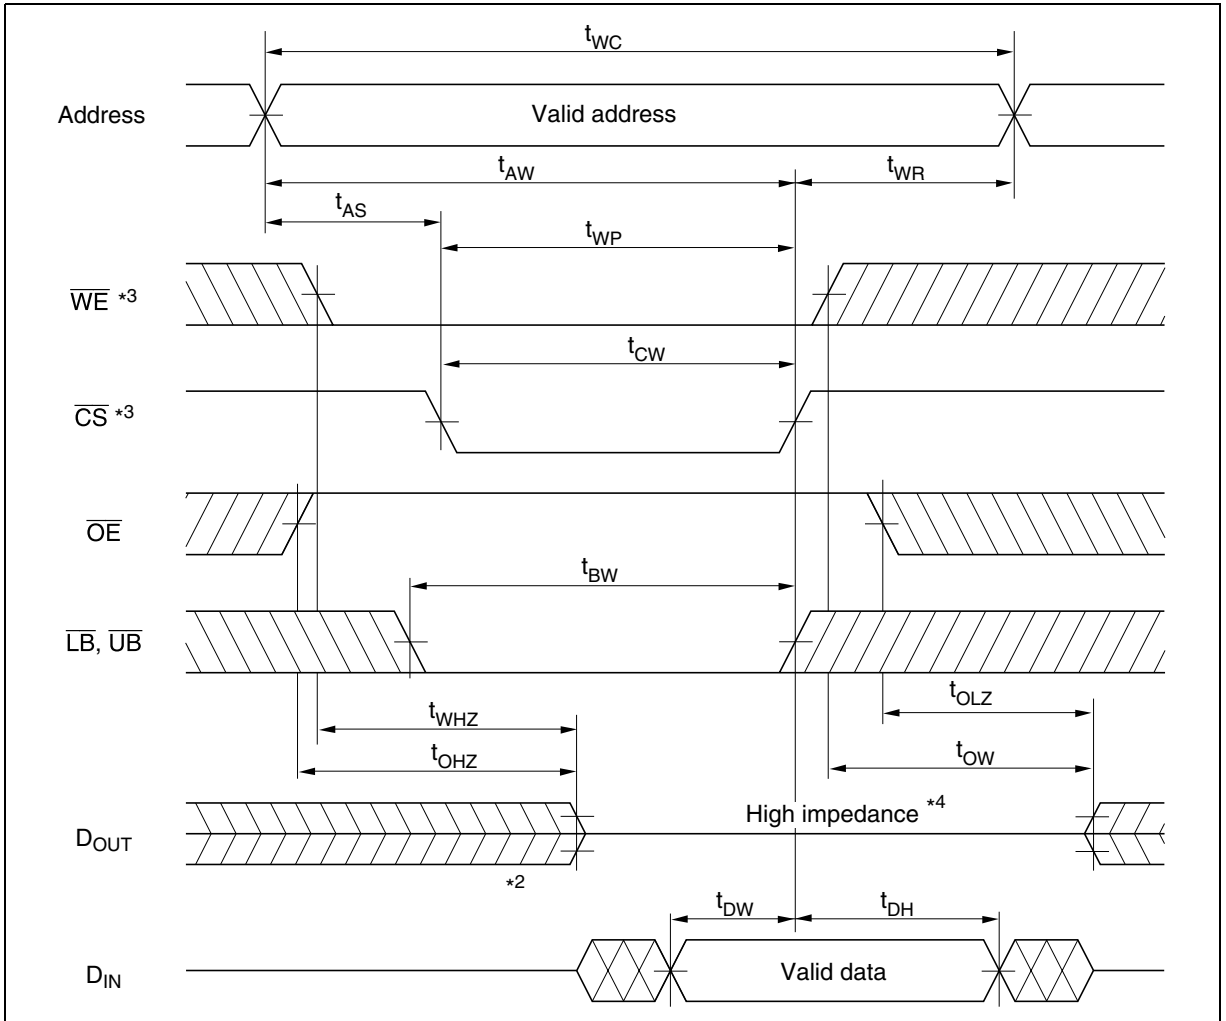 tWC
Address
Valid address
tAW
tWR
tAS
tWP
WE *3
tCW
CS *3
OE
tBW
LB, UB
tOLZ
tWHZ
tOW
tOHZ
High impedance *4
DOUT
*2
tDW
tDH
DIN
Valid data